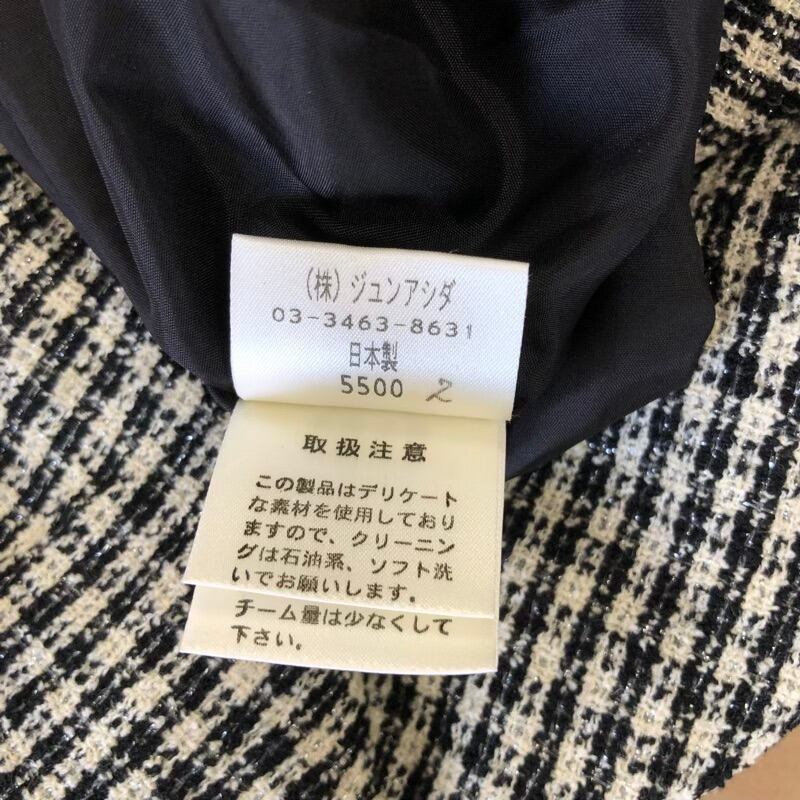 (株)ジュンアシダ
03-3463-8631
日本製
5500 2
取扱注意
この製品はデリケート
な素材を使用しており
ますので、クリーニン
グは石油系、ソフト洗
いでお願いします。
チーム量は少なくして
下さい。